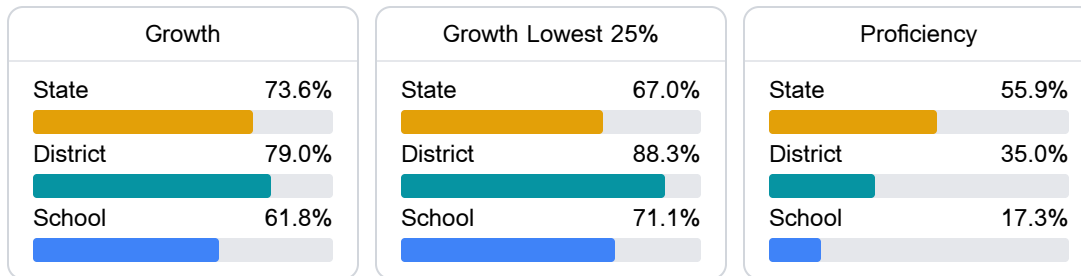 Growth
State 73.6%
District 79.0%
School 61.8%
Growth Lowest 25%
State 67.0%
District 88.3%
School 71.1%
Proficiency
State 55.9%
District 35.0%
School 17.3%